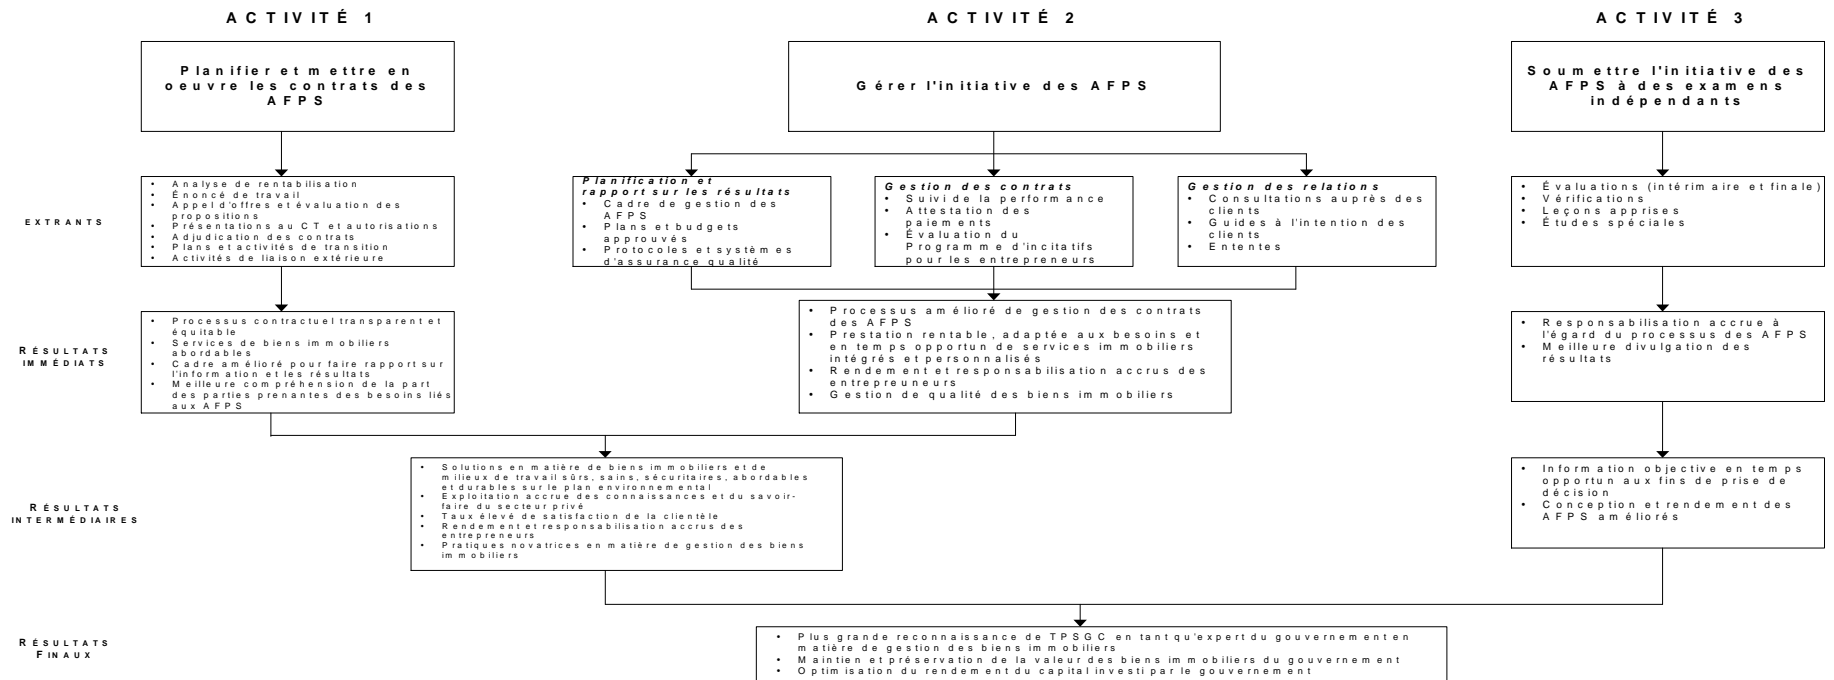 ACTIVITÉ 1
ACTIVITÉ 2
ACTIVITÉ 3
Planifier et mettre en
oeuvre les contrats des
AFPS
Gérer l'initiative des AFPS
Soumettre l'initiative des
AFPS à des examens
indépendants
EXTRANTS
• Analyse de rentabilisation
• Énoncé de travail
• Appel d'offres et évaluation des
propositions
• Présentations au CT et autorisations
• Adjudication des contrats
• Plans et activités de transition
• Activités de liaison extérieure
Planification et
rapport sur les résultats
• Cadre de gestion des
AFPS
• Plans et budgets
approuvés
• Protocoles et systèmes
d'assurance qualité
Gestion des contrats
• Suivi de la performance
• Attestation des
paiements
• Évaluation du
Programme d'incitatifs
pour les entrepreneurs
Gestion des relations
• Consultations auprès des
clients
• Guides à l'intention des
clients
• Ententes
• Évaluations (intérimaire et finale)
• Vérifications
• Leçons apprises
• Études spéciales
RÉSULTATS
IMMÉDIATS
• Processus contractuel transparent et
équitable
• Services de biens immobiliers
abordables
• Cadre amélioré pour faire rapport sur
l'information et les résultats
• Meilleure compréhension de la part
des parties prenantes des besoins liés
aux AFPS
• Processus amélioré de gestion des contrats
des AFPS
• Prestation rentable, adaptée aux besoins et
en temps opportun de services immobiliers
intégrés et personnalisés
• Rendement et responsabilisation accrus des
entrepreuneurs
• Gestion de qualité des biens immobiliers
• Responsabilisation accrue à
l'égard du processus des AFPS
• Meilleure divulgation des
résultats
RÉSULTATS
INTERMÉDIAIRES
• Solutions en matière de biens immobiliers et de
milieux de travail sûrs, sains, sécuritaires, abordables
et durables sur le plan environnemental
• Exploitation accrue des connaissances et du savoir-
faire du secteur privé
• Taux élevé de satisfaction de la clientèle
• Rendement et responsabilisation accrus des
entrepreneurs
• Pratiques novatrices en matière de gestion des biens
immobiliers
• Information objective en temps
opportun aux fins de prise de
décision
• Conception et rendement des
AFPS améliorés
RÉSULTATS
FINAUX
• Plus grande reconnaissance de TPSGC en tant qu'expert du gouvernement en
matière de gestion des biens immobiliers
• Maintien et préservation de la valeur des biens immobiliers du gouvernement
• Optimisation du rendement du capital investi par le gouvernement